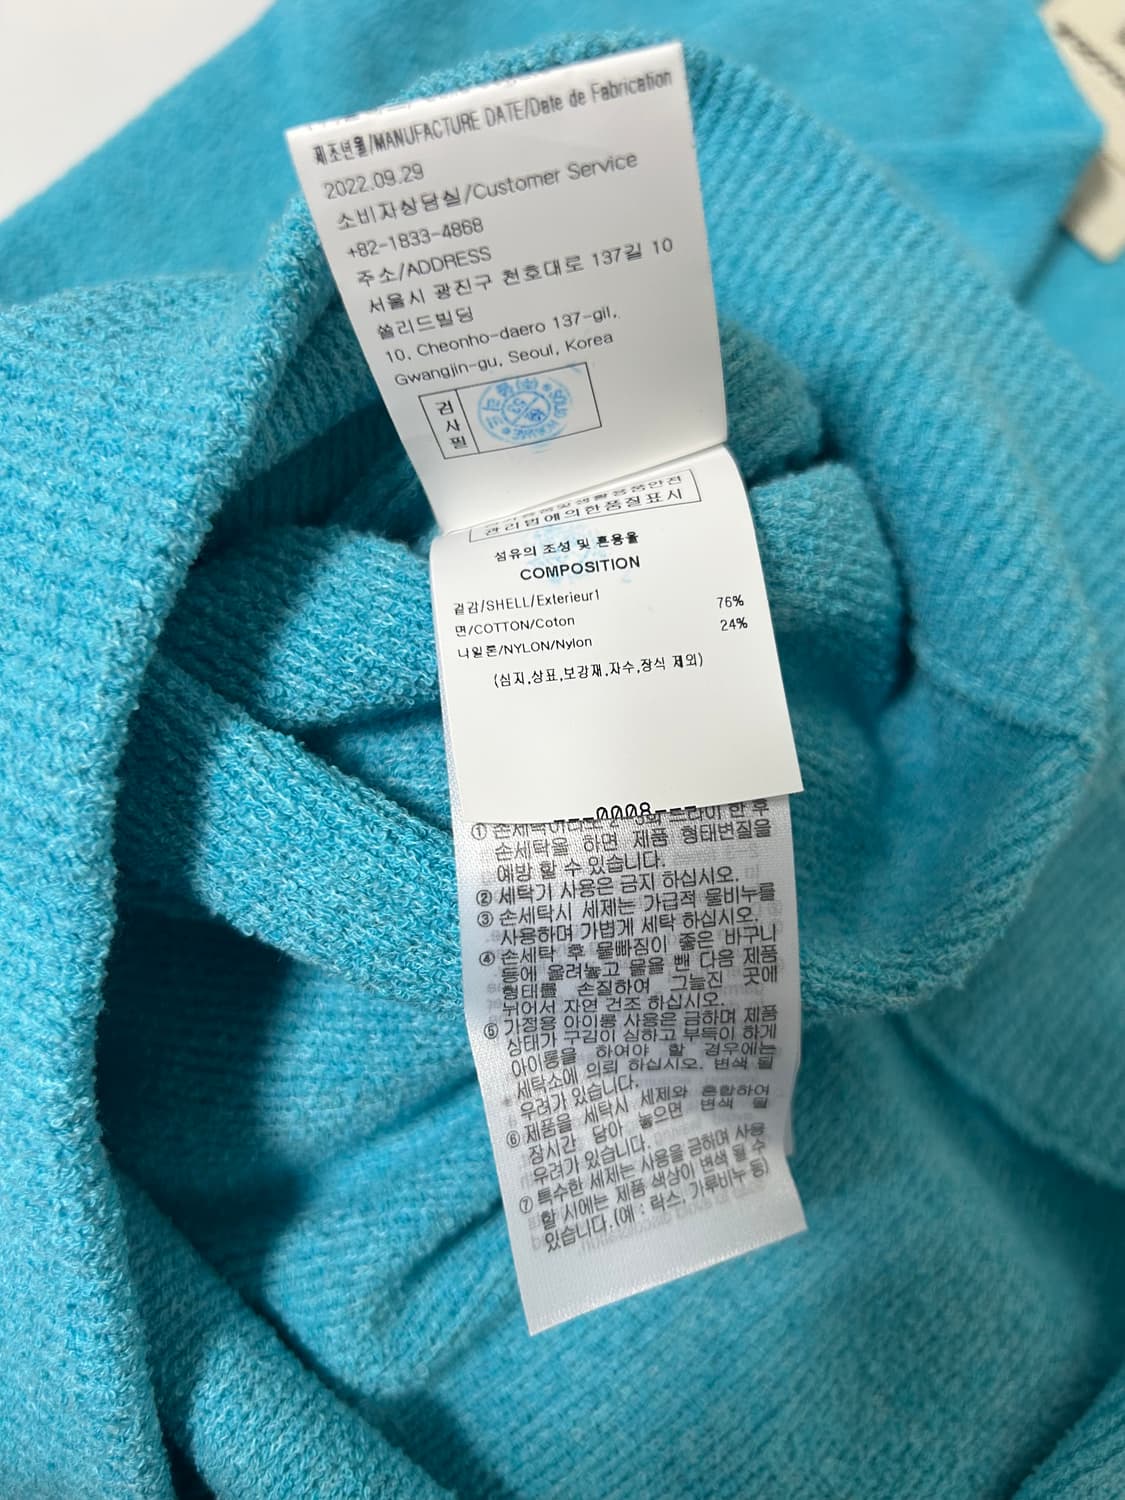 제조년월/MANUFACTURE DATE/Date de Fabrication
2022.09.29
소비자상담실/Customer Service
+82-1833-4868
주소/ADDRESS
서울시 광진구 천호대로 137길 10
쏠리드빌딩
10, Cheonho-daero 137-gil,
Gwangjin-gu, Seoul, Korea
검사필
관리법에의한품질표시
섬유의 조성 및 혼용율
COMPOSITION
겉감/SHELL/Exterieur1
면/COTTON/Coton 76%
나일론/NYLON/Nylon 24%
(심지,상표,보강재,자수,장식 제외)
0008
① 한 후
손세탁을 하면 제품 형태변질을
예방 할 수 있습니다.
② 세탁기 사용은 금지 하십시오.
③ 손세탁시 세제는 가급적 물비누를
사용하며 가볍게 세탁 하십시오.
④ 손세탁 후 물빠짐이 좋은 바구니
등에 올려놓고 물을 뺀 다음 제품
형태를 손질하여 그늘진 곳에
뉘어서 자연 건조 하십시오.
⑤ 가정용 아이롱 사용은 금하며 제품
상태가 구김이 심하고 부득이 하게
아이롱을 하여야 할 경우에는
세탁소에 의뢰 하십시오. 변색 될
우려가 있습니다.
⑥ 제품을 세탁시 세제와 혼합하여
장시간 담아 놓으면 변색 될
우려가 있습니다.
⑦ 특수한 세제는 사용을 금하며 사용
할 시에는 제품 색상이 변색 될 수
있습니다.(예 : 락스, 가루비누 등)